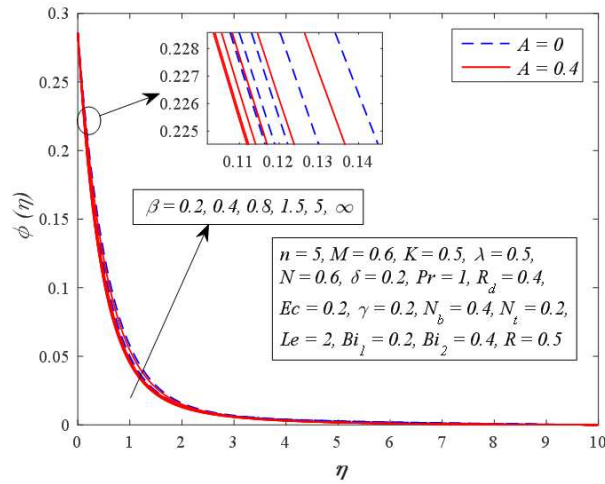 0.3
0.25
0.2
0.15
0.1
0.05
0
ϕ (η)
0.228
0.227
0.226
0.225
0.11 0.12 0.13 0.14
A = 0
A = 0.4
β = 0.2, 0.4, 0.8, 1.5, 5, ∞
n = 5, M = 0.6, K = 0.5, λ = 0.5,
N = 0.6, δ = 0.2, Pr = 1, R_d = 0.4,
Ec = 0.2, γ = 0.2, N_b = 0.4, N_t = 0.2,
Le = 2, Bi_1 = 0.2, Bi_2 = 0.4, R = 0.5
0 1 2 3 4 5 6 7 8 9 10
η